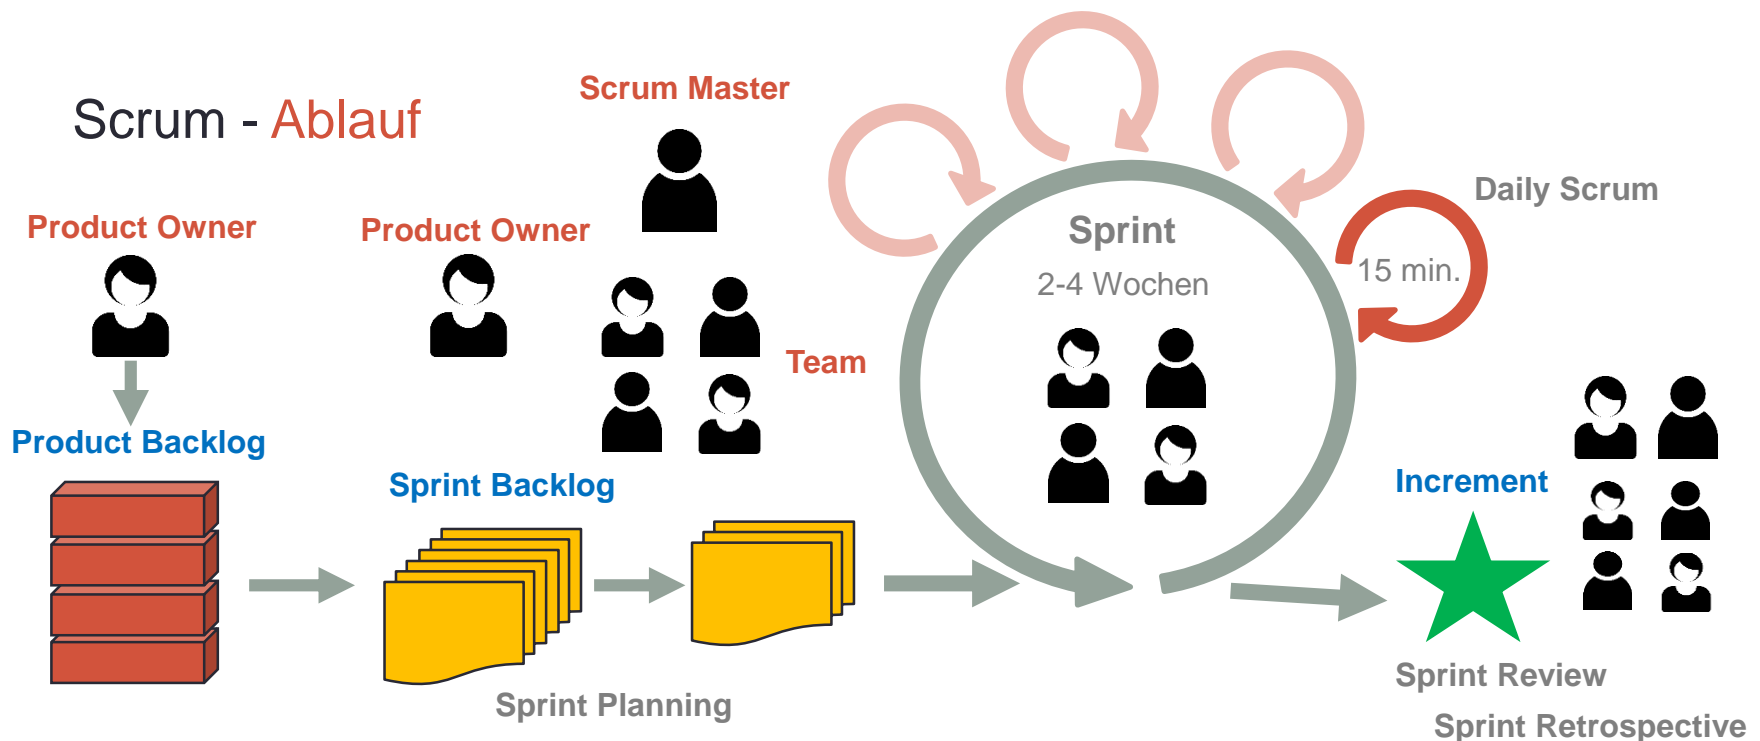 Scrum - Ablauf
Scrum Master
Product Owner
Product Owner
Team
Product Backlog
Sprint Backlog
Sprint Planning
Sprint
2-4 Wochen
Daily Scrum
15 min.
Increment
Sprint Review
Sprint Retrospective